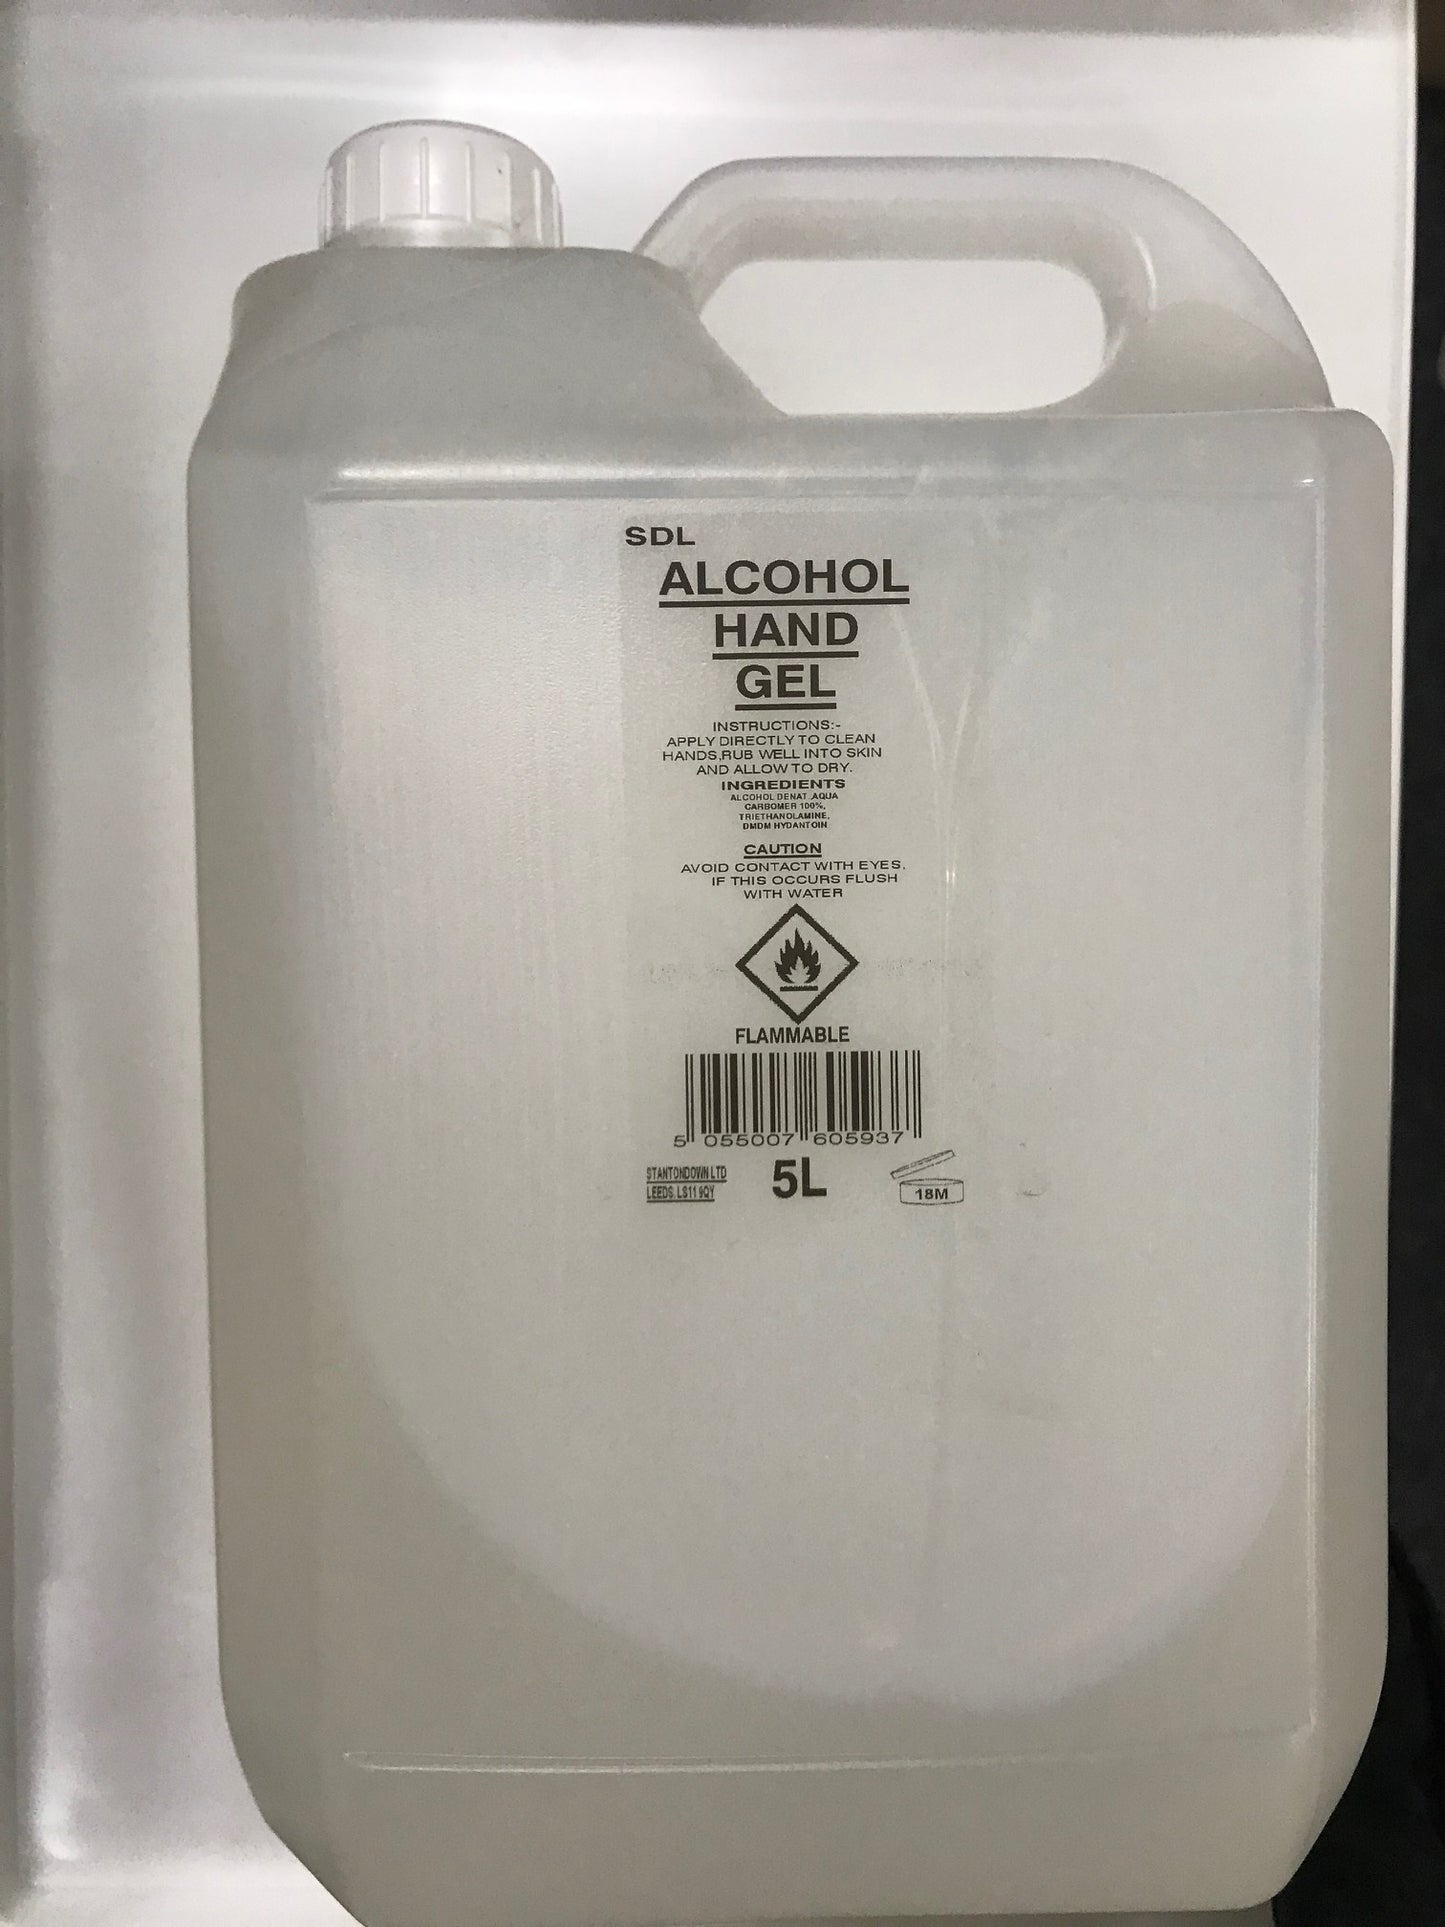 SDL
ALCOHOL
HAND
GEL
INSTRUCTIONS:-
APPLY DIRECTLY TO CLEAN
HANDS,RUB WELL INTO SKIN
AND ALLOW TO DRY.
INGREDIENTS
ALCOHOL DENAT ,AQUA
CARBOMER 100%,
TRIETHANOLAMINE,
DMDM HYDANTOIN
CAUTION
AVOID CONTACT WITH EYES.
IF THIS OCCURS FLUSH
WITH WATER
FLAMMABLE
5 055007 605937
STANTONDOWN LTD
LEEDS. LS11 9QY
5L
18M